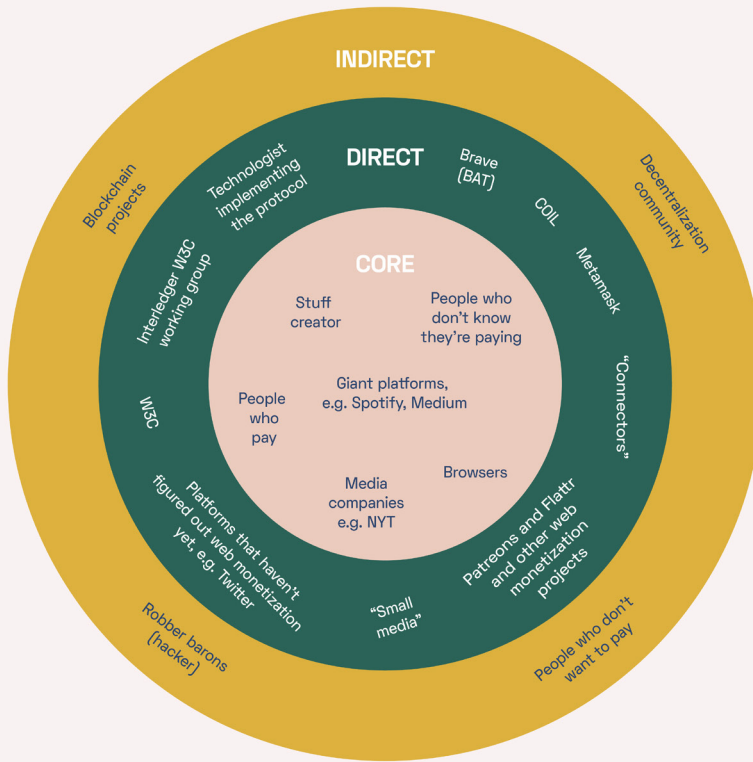 INDIRECT
Blockchain
projects
Decentralization
community
Robber barons
(hacker)
People who don't
want to pay
DIRECT
Technologist
implementing
the protocol
Brave
(BAT)
COIL
Metamask
Interledger W3C
working group
"Connectors"
W3C
Platforms that haven't
figured out web monetization
yet, e.g. Twitter
"Small
media"
Patreons and Flattr
and other web
monetization
projects
CORE
Stuff
creator
People who
don't know
they're paying
Giant platforms,
e.g. Spotify, Medium
People
who
pay
Browsers
Media
companies
e.g. NYT